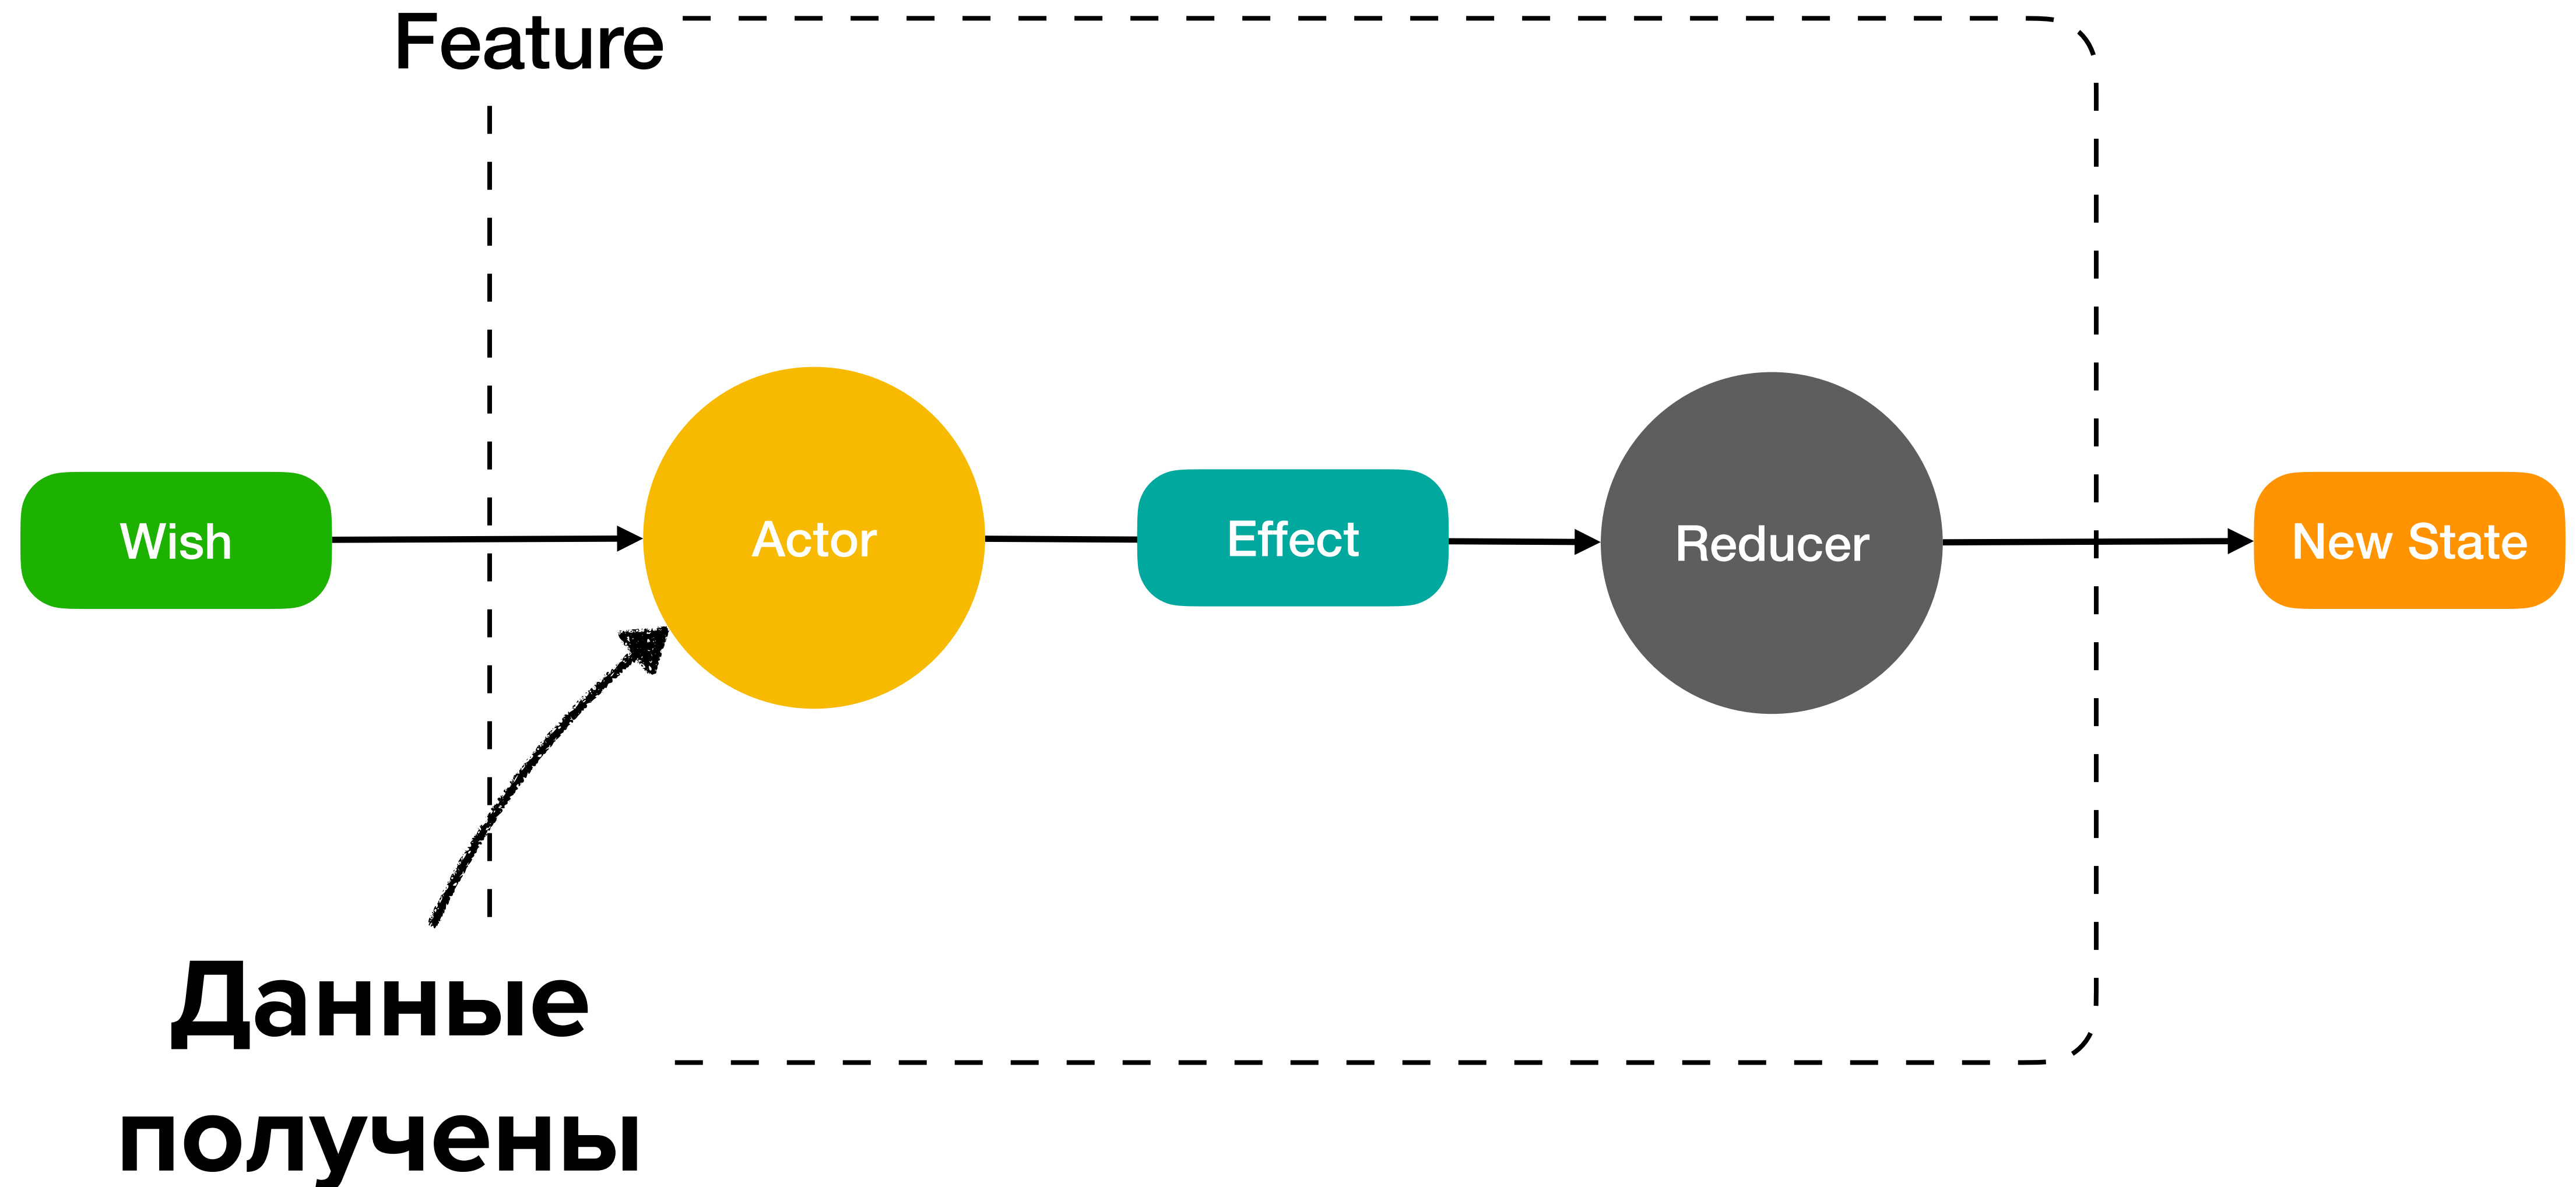 Feature
Wish
Actor
Effect
Reducer
New State
Данные
получены